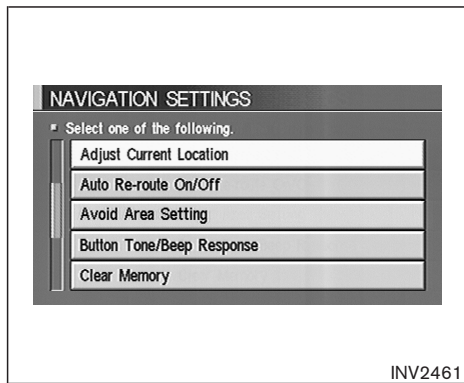 NAVIGATION SETTINGS
Select one of the following.
Adjust Current Location
Auto Re-route On/Off
Avoid Area Setting
Button Tone/Beep Response
Clear Memory
INV2461